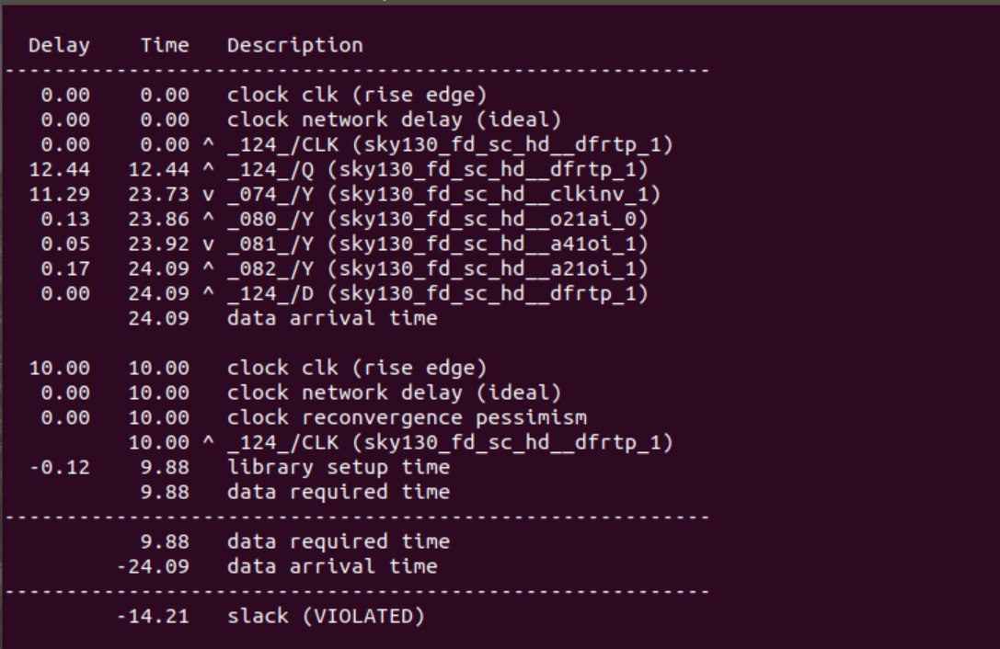 Delay Time Description
-----------------------------------------------------------
0.00 0.00 clock clk (rise edge)
0.00 0.00 clock network delay (ideal)
0.00 0.00 ^ _124_/CLK (sky130_fd_sc_hd__dfrtp_1)
12.44 12.44 ^ _124_/Q (sky130_fd_sc_hd__dfrtp_1)
11.29 23.73 v _074_/Y (sky130_fd_sc_hd__clkinv_1)
0.13 23.86 ^ _080_/Y (sky130_fd_sc_hd__o21ai_0)
0.05 23.92 v _081_/Y (sky130_fd_sc_hd__a41oi_1)
0.17 24.09 ^ _082_/Y (sky130_fd_sc_hd__a21oi_1)
0.00 24.09 ^ _124_/D (sky130_fd_sc_hd__dfrtp_1)
24.09 data arrival time
10.00 10.00 clock clk (rise edge)
0.00 10.00 clock network delay (ideal)
0.00 10.00 clock reconvergence pessimism
10.00 ^ _124_/CLK (sky130_fd_sc_hd__dfrtp_1)
-0.12 9.88 library setup time
9.88 data required time
-----------------------------------------------------------
9.88 data required time
-24.09 data arrival time
-----------------------------------------------------------
-14.21 slack (VIOLATED)